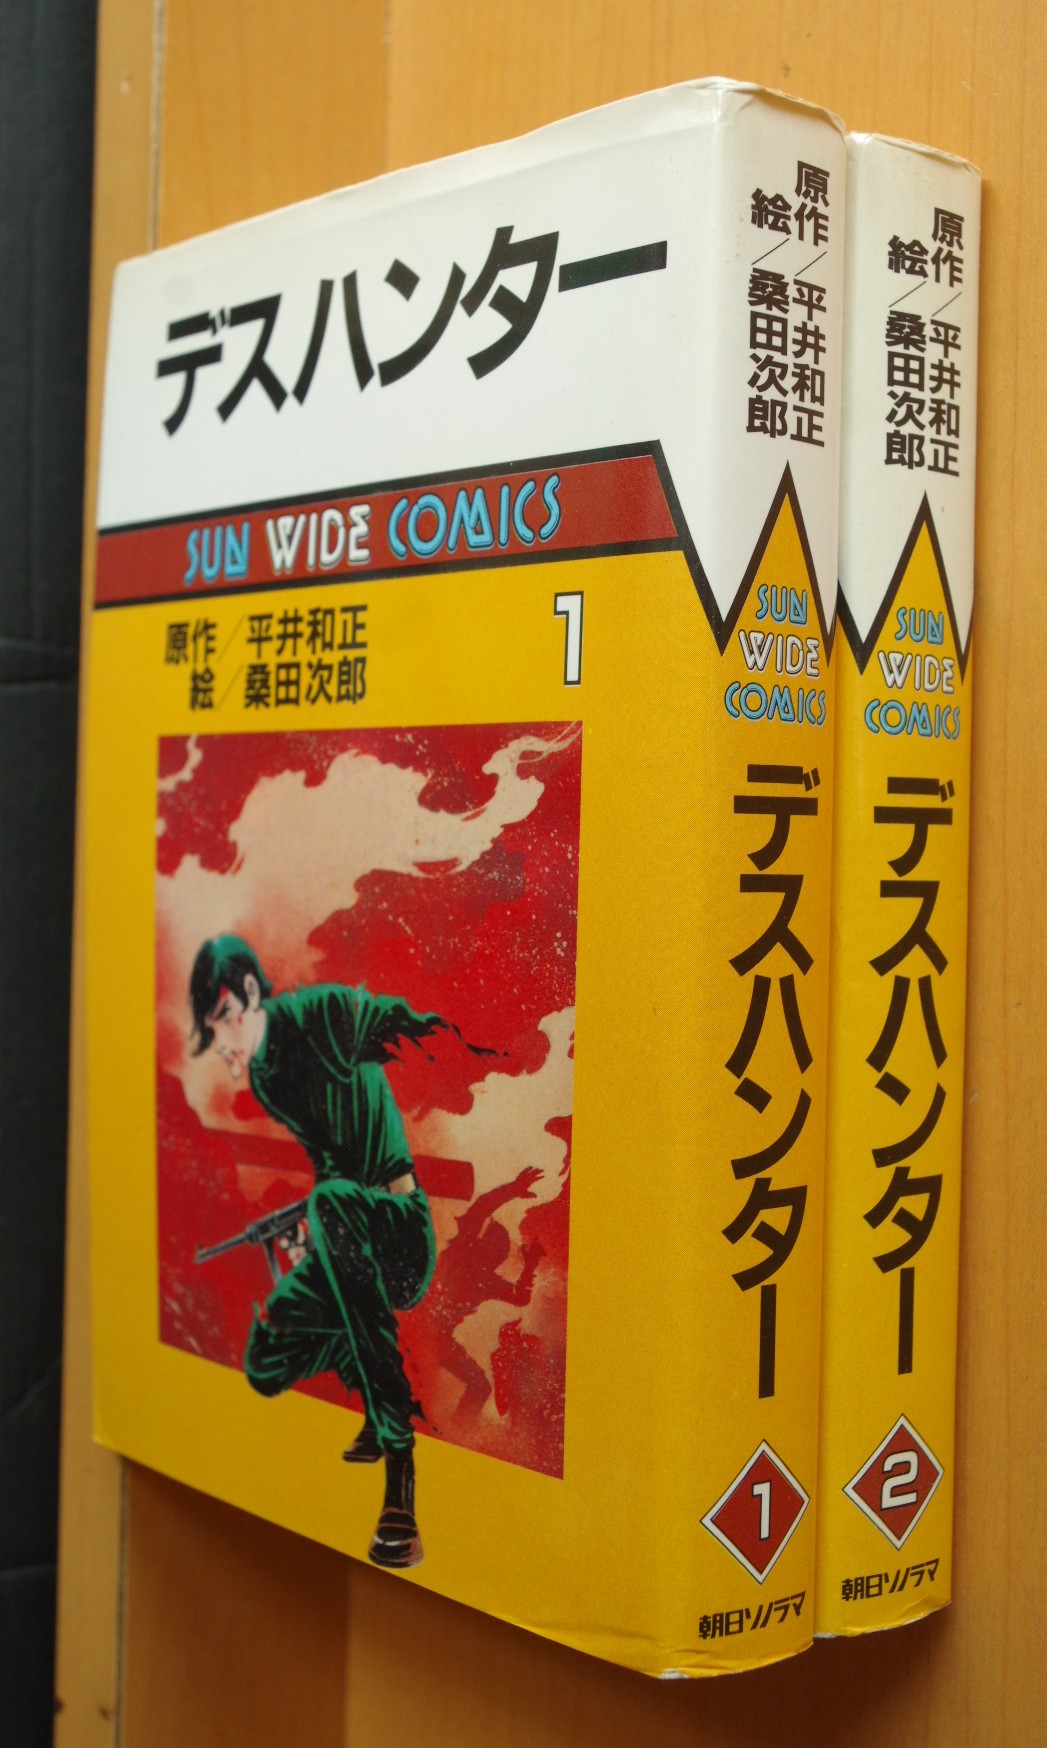 デスハンター
SUN WIDE COMICS
原作／平井和正
絵／桑田次郎
1
原作／平井和正
絵／桑田次郎
SUN
WIDE
COMICS
デスハンター
1
朝日ソノラマ
原作／平井和正
絵／桑田次郎
SUN
WIDE
COMICS
デスハンター
2
朝日ソノラマ